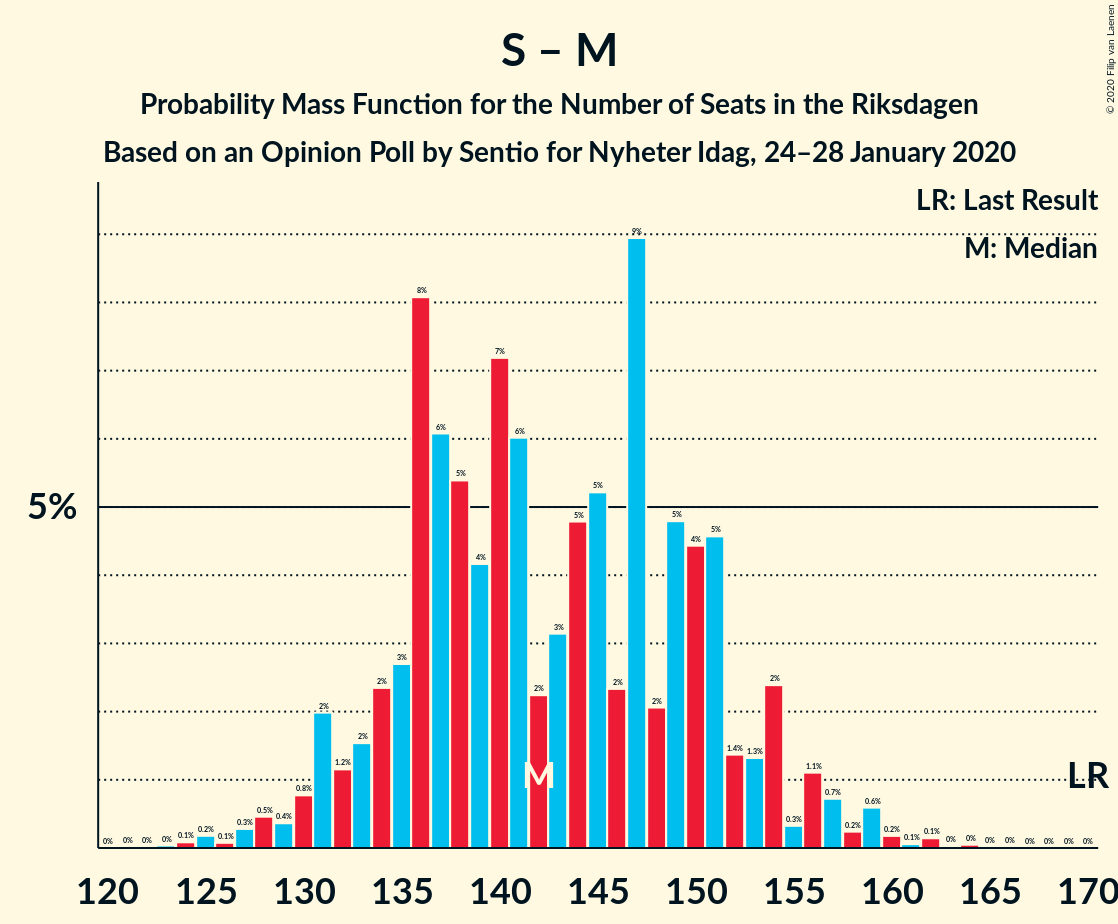 S – M
Probability Mass Function for the Number of Seats in the Riksdagen
Based on an Opinion Poll by Sentio for Nyheter Idag, 24–28 January 2020
© 2020 Filip van Laenen
LR: Last Result
M: Median
5%
0% 0% 0% 0% 0.1% 0.2% 0.1% 0.3% 0.5% 0.4% 0.8% 2% 1.2% 2% 2% 3% 8% 6% 5% 4% 7% 6% 2% 3% 5% 5% 2% 9% 2% 5% 4% 5% 1.4% 1.3% 2% 0.3% 1.1% 0.7% 0.2% 0.6% 0.2% 0.1% 0.1% 0% 0% 0% 0% 0% 0% 0% 0%
M
LR
120 125 130 135 140 145 150 155 160 165 170